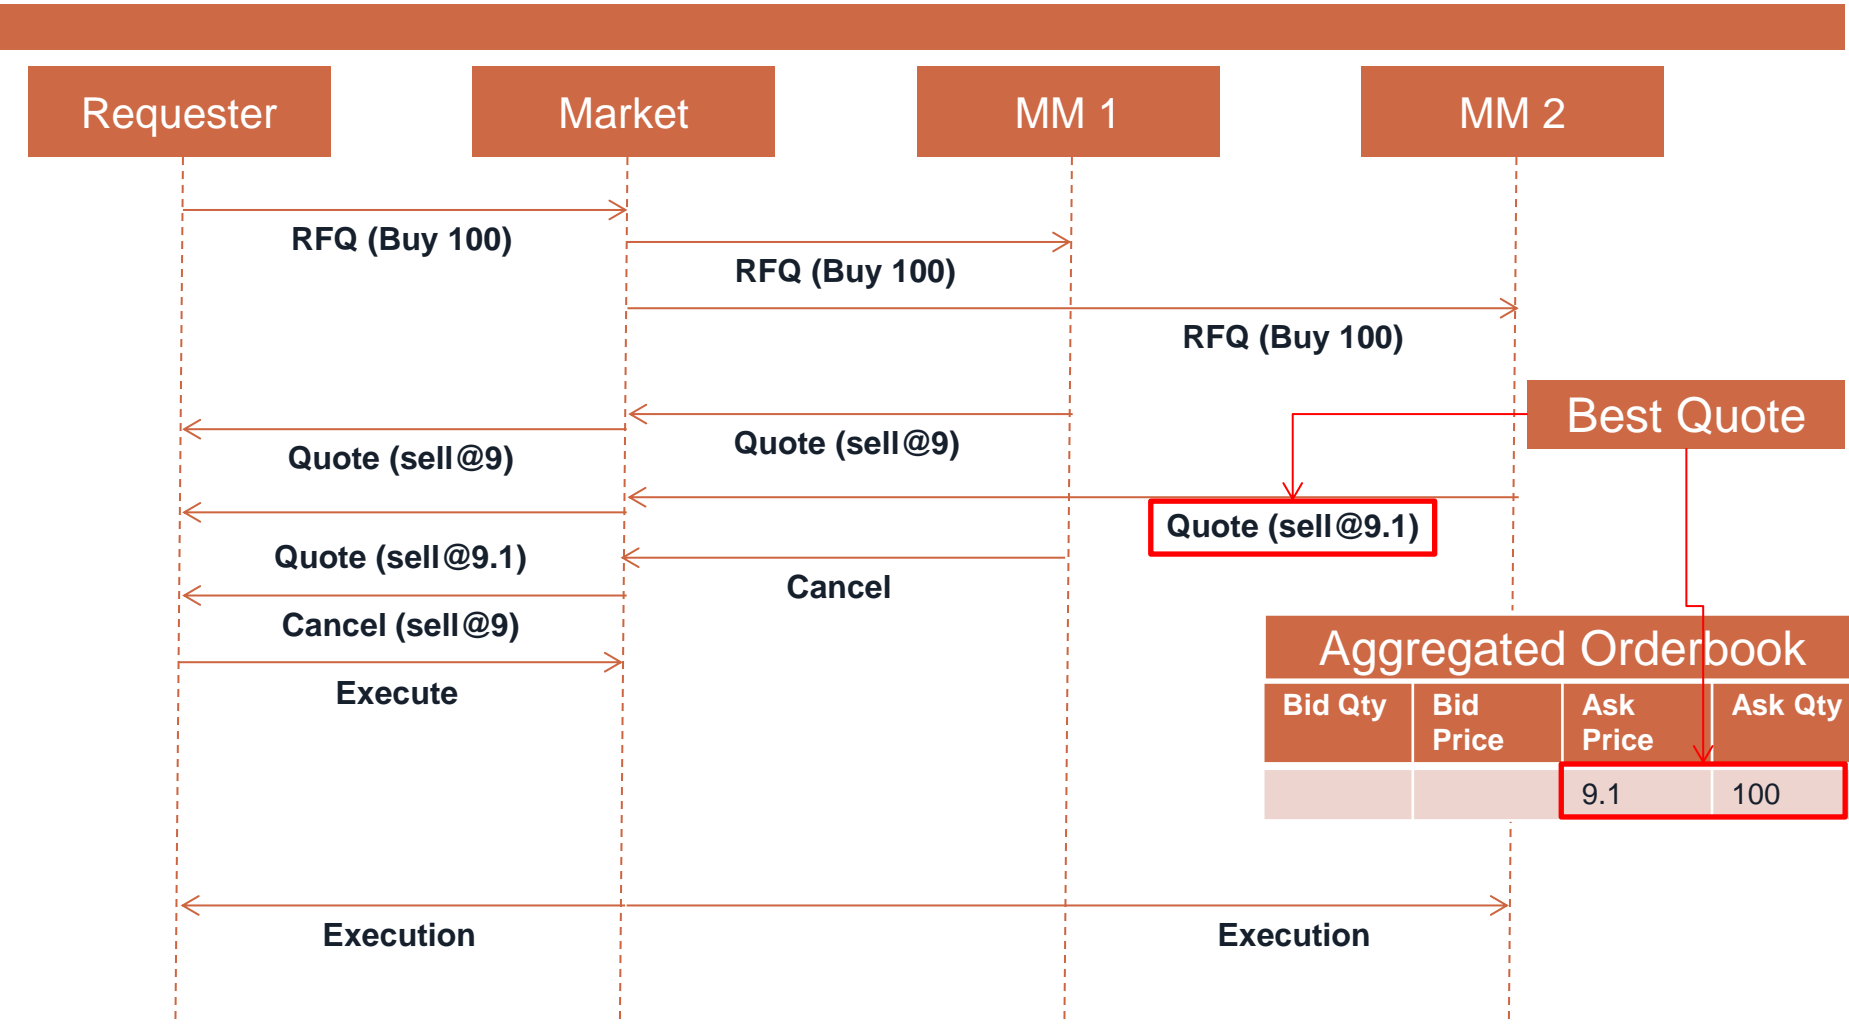 Requester
Market
MM 1
MM 2
RFQ (Buy 100)
RFQ (Buy 100)
RFQ (Buy 100)
Best Quote
Quote (sell@9)
Quote (sell@9)
Quote (sell@9.1)
Quote (sell@9.1)
Cancel
Cancel (sell@9)
Execute
Aggregated Orderbook
Bid Qty
Bid
Price
Ask
Price
Ask Qty
9.1
100
Execution
Execution